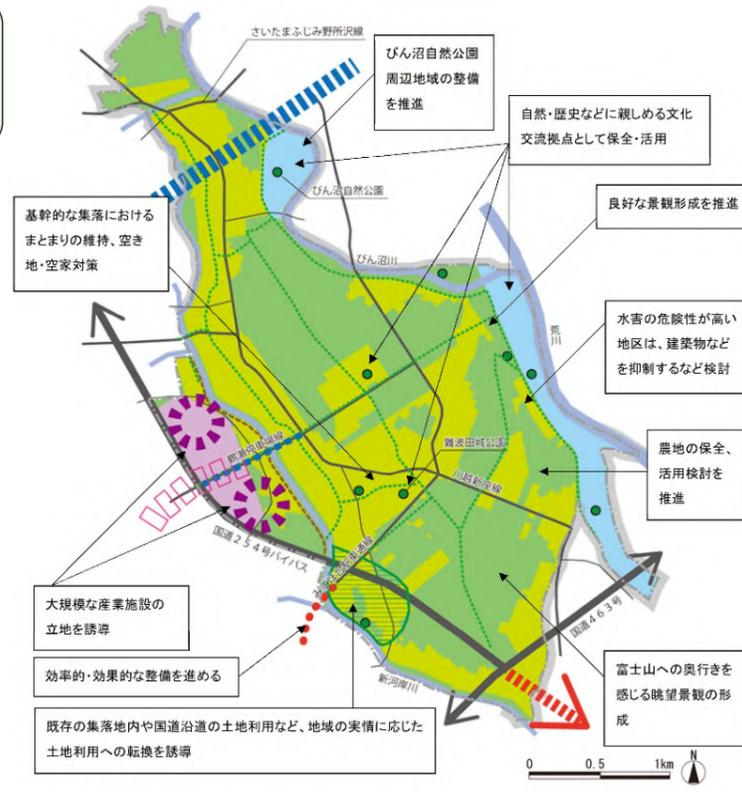 さいたまふじみ野所沢線
びん沼自然公園
周辺地域の整備
を推進
自然・歴史などに親しめる文化
交流拠点として保全・活用
びん沼自然公園
良好な景観形成を推進
基幹的な集落における
まとまりの維持、空き
地・空家対策
びん沼川
荒川
水害の危険性が高い
地区は、建築物など
を抑制するなど検討
難波田城公園
鶴瀬停車場線
川越新座線
農地の保全、
活用検討を
推進
国道254号バイパス
国道463号
大規模な産業施設の
立地を誘導
効率的・効果的な整備を進める
新河岸川
富士山への奥行きを
感じる眺望景観の形
成
既存の集落地内や国道沿道の土地利用など、地域の実情に応じた
土地利用への転換を誘導
0 0.5 1km
N